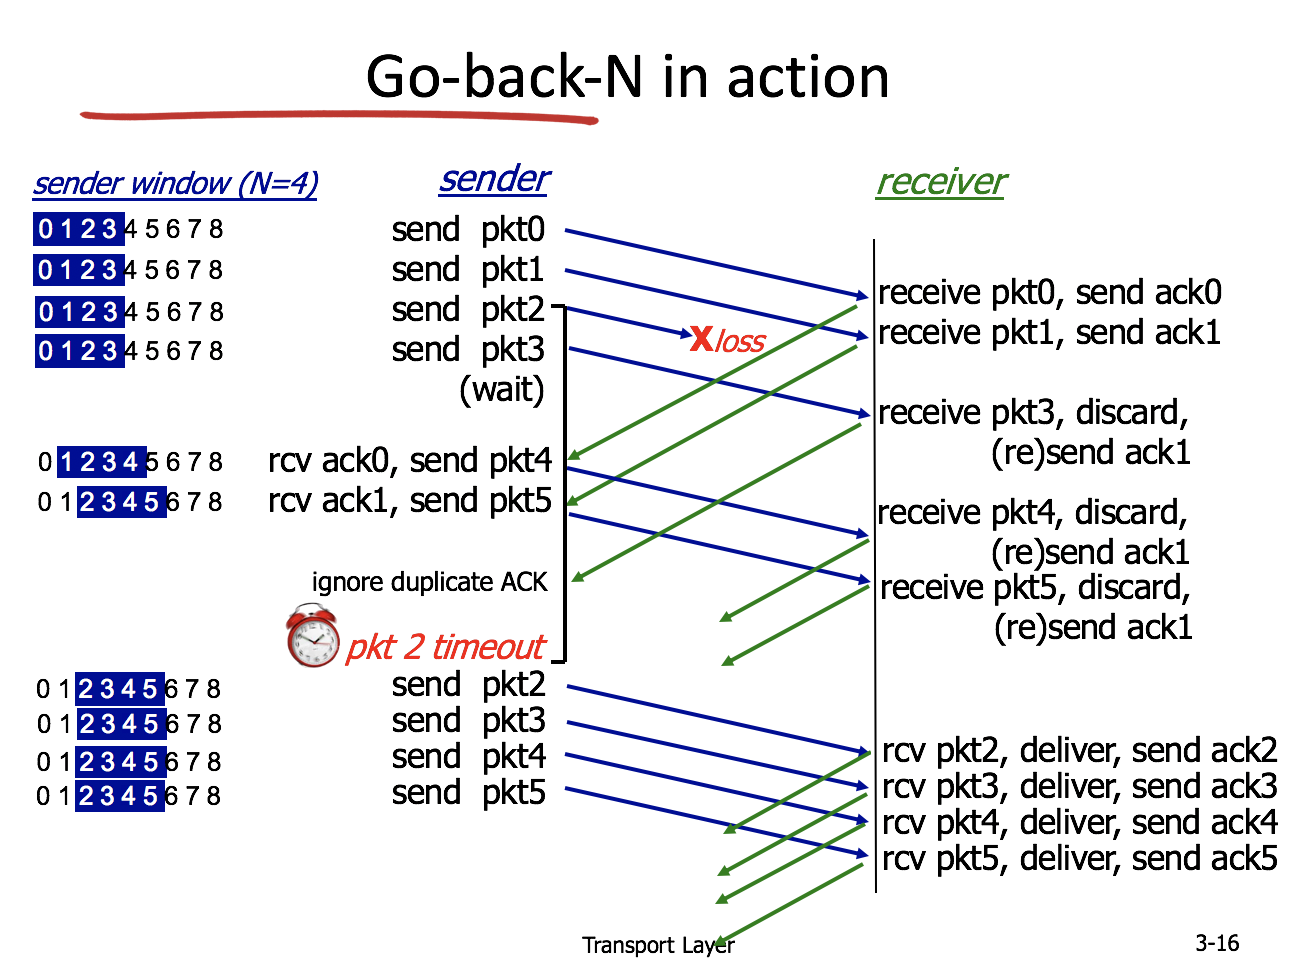 Go-back-N in action
sender window (N=4)
sender
receiver
0 1 2 3 4 5 6 7 8
send pkt0
0 1 2 3 4 5 6 7 8
send pkt1
0 1 2 3 4 5 6 7 8
send pkt2
0 1 2 3 4 5 6 7 8
send pkt3
(wait)
X loss
receive pkt0, send ack0
receive pkt1, send ack1
receive pkt3, discard,
(re)send ack1
0 1 2 3 4 5 6 7 8
rcv ack0, send pkt4
0 1 2 3 4 5 6 7 8
rcv ack1, send pkt5
receive pkt4, discard,
(re)send ack1
receive pkt5, discard,
(re)send ack1
ignore duplicate ACK
pkt 2 timeout
0 1 2 3 4 5 6 7 8
send pkt2
0 1 2 3 4 5 6 7 8
send pkt3
0 1 2 3 4 5 6 7 8
send pkt4
0 1 2 3 4 5 6 7 8
send pkt5
rcv pkt2, deliver, send ack2
rcv pkt3, deliver, send ack3
rcv pkt4, deliver, send ack4
rcv pkt5, deliver, send ack5
Transport Layer
3-16